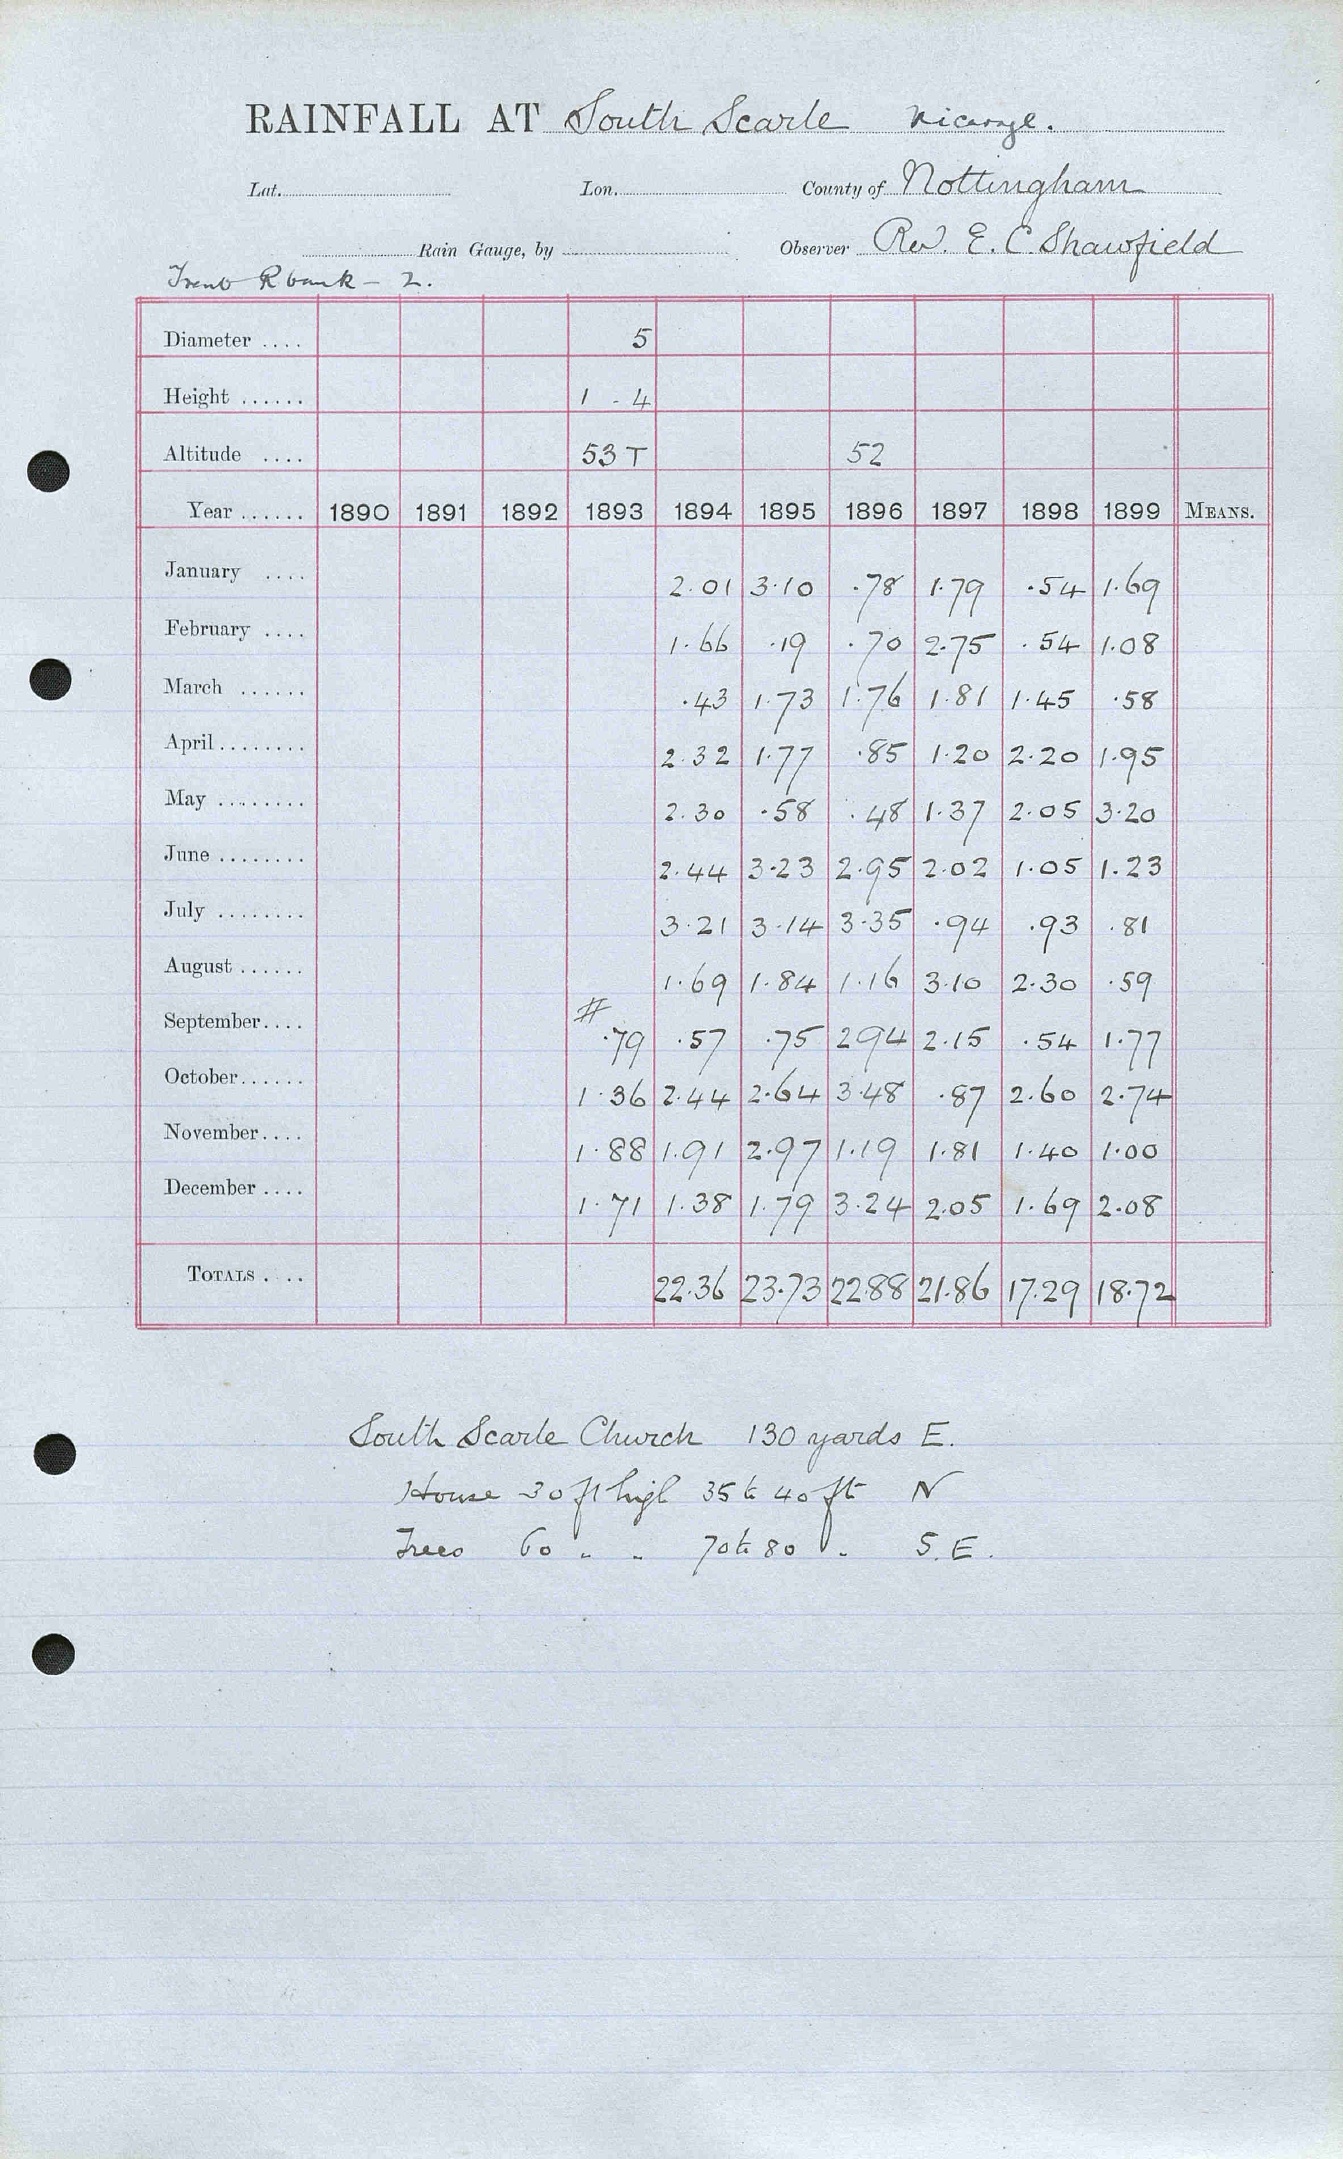 RAINFALL AT South Scarle Vicarage.
Lat. Lon. County of Nottingham
Rain Gauge, by Observer Rev. E. C. Shawfield
Trent R bank - 2.
Diameter .... 5
Height ...... 1 - 4
Altitude .... 53 T 52
Year ...... 1890 1891 1892 1893 1894 1895 1896 1897 1898 1899 MEANS.
January .... 2.01 3.10 .78 1.79 .54 1.69
February .... 1.66 .19 .70 2.75 .54 1.08
March ...... .43 1.73 1.76 1.81 1.45 .58
April ........ 2.32 1.77 .85 1.20 2.20 1.95
May ........ 2.30 .58 .48 1.37 2.05 3.20
June ........ 2.44 3.23 2.95 2.02 1.05 1.23
July ........ 3.21 3.14 3.35 .94 .93 .81
August ...... 1.69 1.84 1.16 3.10 2.30 .59
September.... # .79 .57 .75 2 94 2.15 .54 1.77
October...... 1.36 2.44 2.64 3.48 .87 2.60 2.74
November.... 1.88 1.91 2.97 1.19 1.81 1.40 1.00
December .... 1.71 1.38 1.79 3.24 2.05 1.69 2.08
TOTALS .... 22.36 23.73 22.88 21.86 17.29 18.72
South Scarle Church 130 yards E.
House 30 ft high 35 to 40 ft N
Trees 60 " " 70 to 80 " S.E.